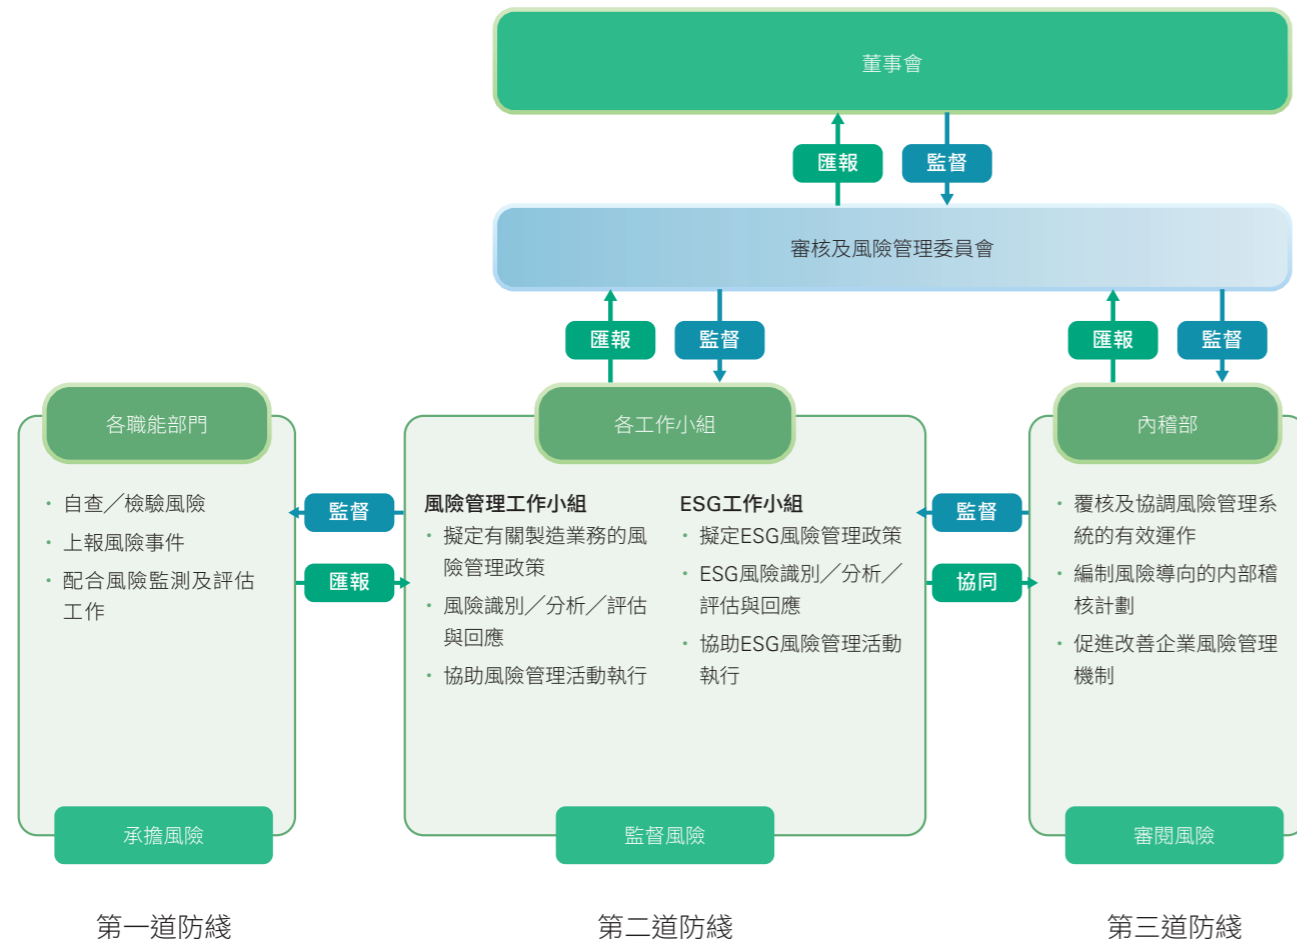 董事會
匯報
監督
審核及風險管理委員會
匯報
監督
匯報
監督
各職能部門
• 自查／檢驗風險
• 上報風險事件
• 配合風險監測及評估
工作
承擔風險
第一道防綫
監督
匯報
各工作小組
風險管理工作小組
• 擬定有關製造業務的風
險管理政策
• 風險識別／分析／評估
與回應
• 協助風險管理活動執行
ESG工作小組
• 擬定ESG風險管理政策
• ESG風險識別／分析／
評估與回應
• 協助ESG風險管理活動
執行
監督風險
第二道防綫
監督
協同
內稽部
• 覆核及協調風險管理系
統的有效運作
• 編制風險導向的內部稽
核計劃
• 促進改善企業風險管理
機制
審閱風險
第三道防綫